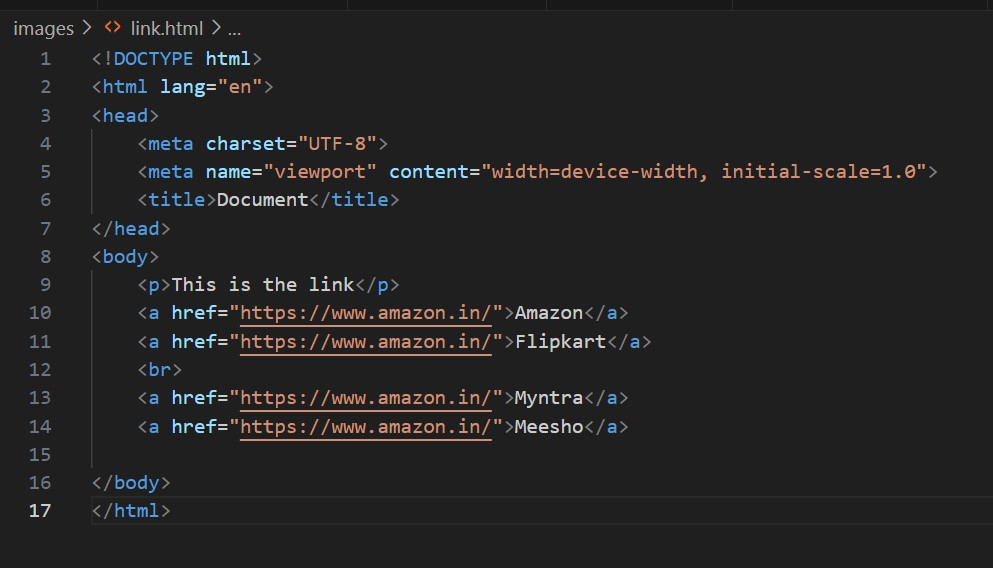 images > <> link.html > ...
1 <!DOCTYPE html>
2 <html lang="en">
3 <head>
4     <meta charset="UTF-8">
5     <meta name="viewport" content="width=device-width, initial-scale=1.0">
6     <title>Document</title>
7 </head>
8 <body>
9     <p>This is the link</p>
10     <a href="https://www.amazon.in/">Amazon</a>
11     <a href="https://www.amazon.in/">Flipkart</a>
12     <br>
13     <a href="https://www.amazon.in/">Myntra</a>
14     <a href="https://www.amazon.in/">Meesho</a>
15
16 </body>
17 </html>